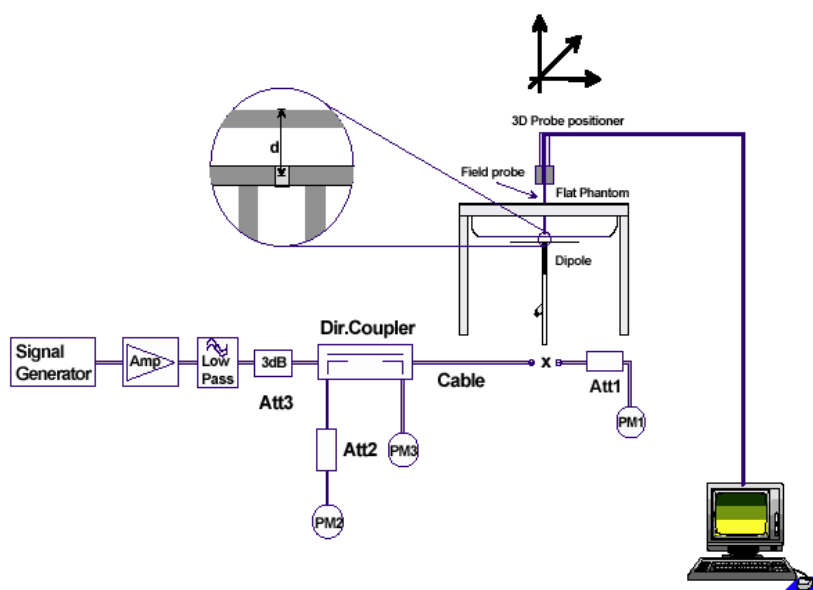 3D Probe positioner
d
Field probe
Flat Phantom
Dipole
Dir.Coupler
Signal
Generator
Amp
Low
Pass
3dB
Att3
Cable
x
Att1
PM1
Att2
PM3
PM2